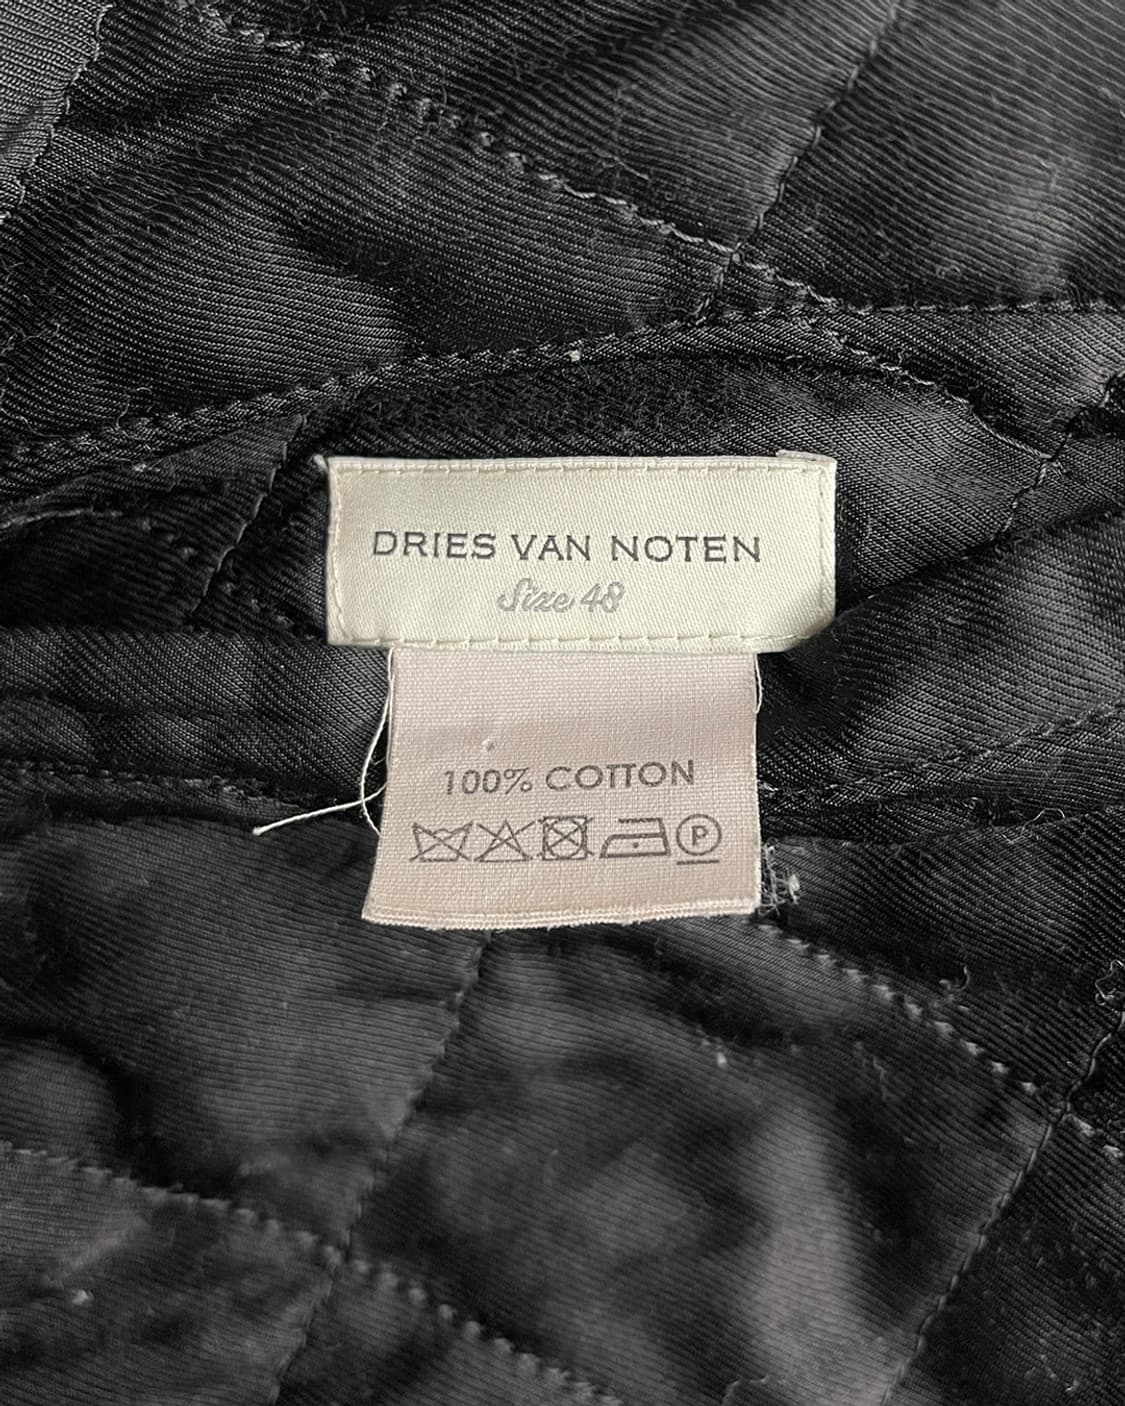 DRIES VAN NOTEN
Size 48
100% COTTON
P